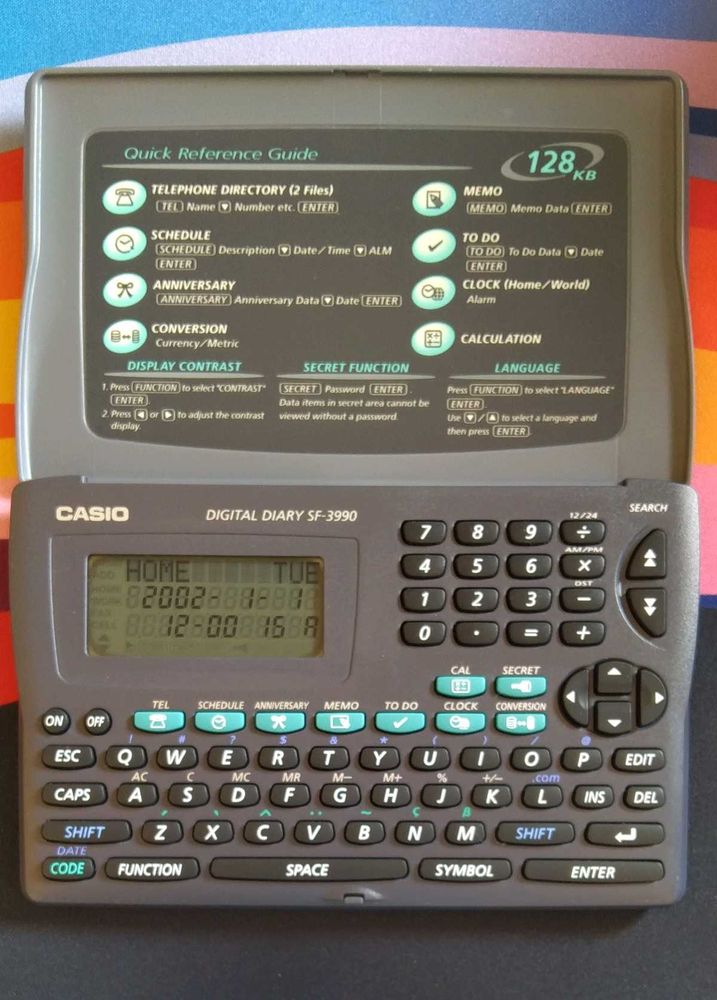 Quick Reference Guide
128 KB
TELEPHONE DIRECTORY (2 Files)
TEL Name ▼ Number etc. ENTER
MEMO
MEMO Memo Data ENTER
SCHEDULE
SCHEDULE Description ▼ Date/Time ▼ ALM
ENTER
TO DO
TO DO To Do Data ▼ Date
ENTER
ANNIVERSARY
ANNIVERSARY Anniversary Data ▼ Date ENTER
CLOCK (Home/World)
Alarm
CONVERSION
Currency/Metric
CALCULATION
DISPLAY CONTRAST
1. Press FUNCTION to select "CONTRAST"
ENTER.
2. Press ◀ or ▶ to adjust the contrast
display.
SECRET FUNCTION
SECRET Password ENTER.
Data items in secret area cannot be
viewed without a password.
LANGUAGE
Press FUNCTION to select "LANGUAGE"
ENTER.
Use ▼/▲ to select a language and
then press ENTER.
CASIO
DIGITAL DIARY SF-3990
SEARCH
HOME TUE
2002-1-1
12-00 16 A
12/24
7 8 9 ÷
AM/PM
4 5 6 ×
DST
1 2 3 −
0 . = +
CAL SECRET
TEL SCHEDULE ANNIVERSARY MEMO TO DO CLOCK CONVERSION
ON OFF
! # ? $ & * ( ) / @
ESC Q W E R T Y U I O P EDIT
AC C MC MR M− M+ % +/− .com
CAPS A S D F G H J K L INS DEL
´ ` ^ ¨ ~ ç ß
SHIFT Z X C V B N M SHIFT ↵
DATE
CODE FUNCTION SPACE SYMBOL ENTER